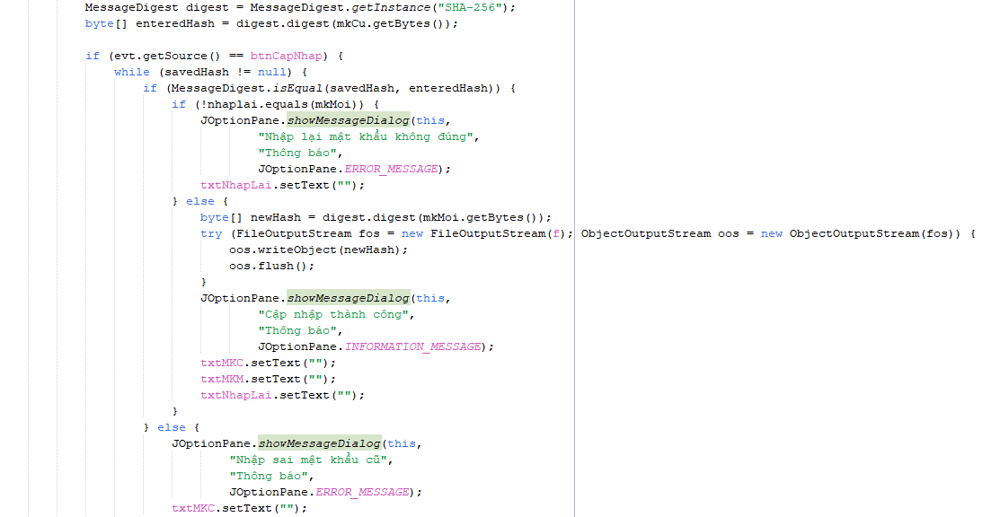 MessageDigest digest = MessageDigest.getInstance("SHA-256");
byte[] enteredHash = digest.digest(mkCu.getBytes());
if (evt.getSource() == btnCapNhap) {
while (savedHash != null) {
if (MessageDigest.isEqual(savedHash, enteredHash)) {
if (!nhaplai.equals(mkMoi)) {
JOptionPane.showMessageDialog(this,
"Nhập lại mật khẩu không đúng",
"Thông báo",
JOptionPane.ERROR_MESSAGE);
txtNhapLai.setText("");
} else {
byte[] newHash = digest.digest(mkMoi.getBytes());
try (FileOutputStream fos = new FileOutputStream(f); ObjectOutputStream oos = new ObjectOutputStream(fos)) {
oos.writeObject(newHash);
oos.flush();
}
JOptionPane.showMessageDialog(this,
"Cập nhập thành công",
"Thông báo",
JOptionPane.INFORMATION_MESSAGE);
txtMKC.setText("");
txtMKM.setText("");
txtNhapLai.setText("");
}
} else {
JOptionPane.showMessageDialog(this,
"Nhập sai mật khẩu cũ",
"Thông báo",
JOptionPane.ERROR_MESSAGE);
txtMKC.setText("");